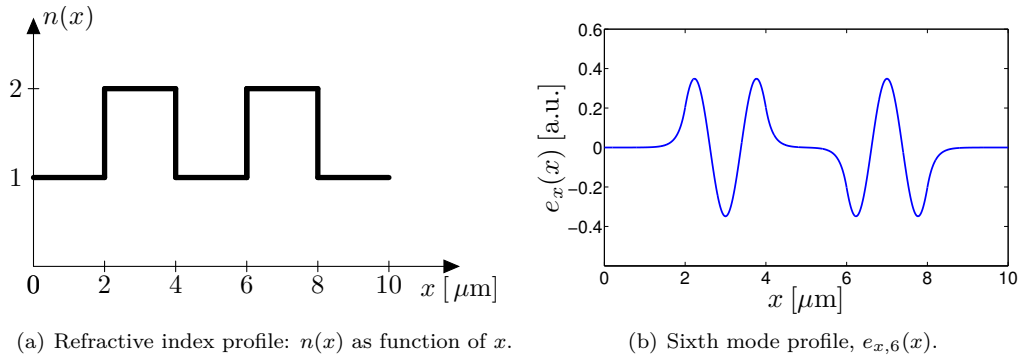 n(x)
2
1
0 2 4 6 8 10 x [µm]
(a) Refractive index profile: n(x) as function of x.
e_x(x) [a.u.]
0.6
0.4
0.2
0
−0.2
−0.4
0 2 4 6 8 10
x [µm]
(b) Sixth mode profile, e_{x,6}(x).